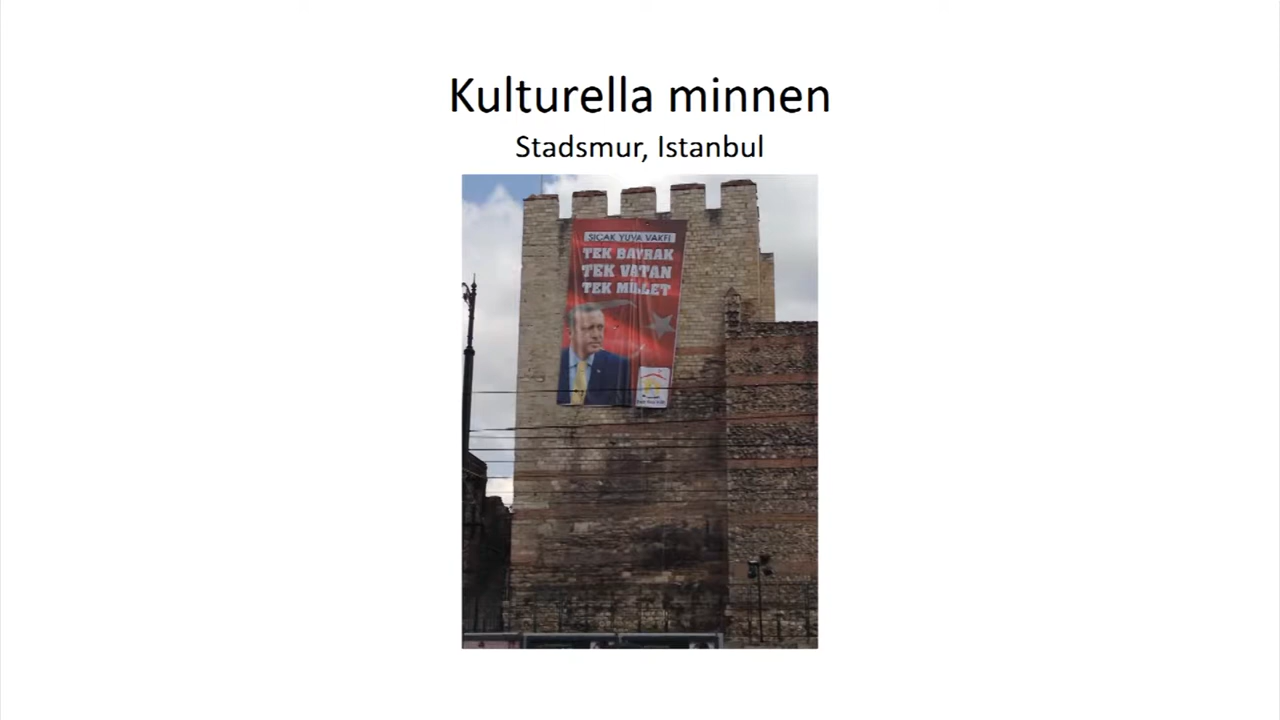 Kulturella minnen
Stadsmur, Istanbul
SICAK YUVA VAKFI
TEK BAYRAK
TEK VATAN
TEK MİLLET